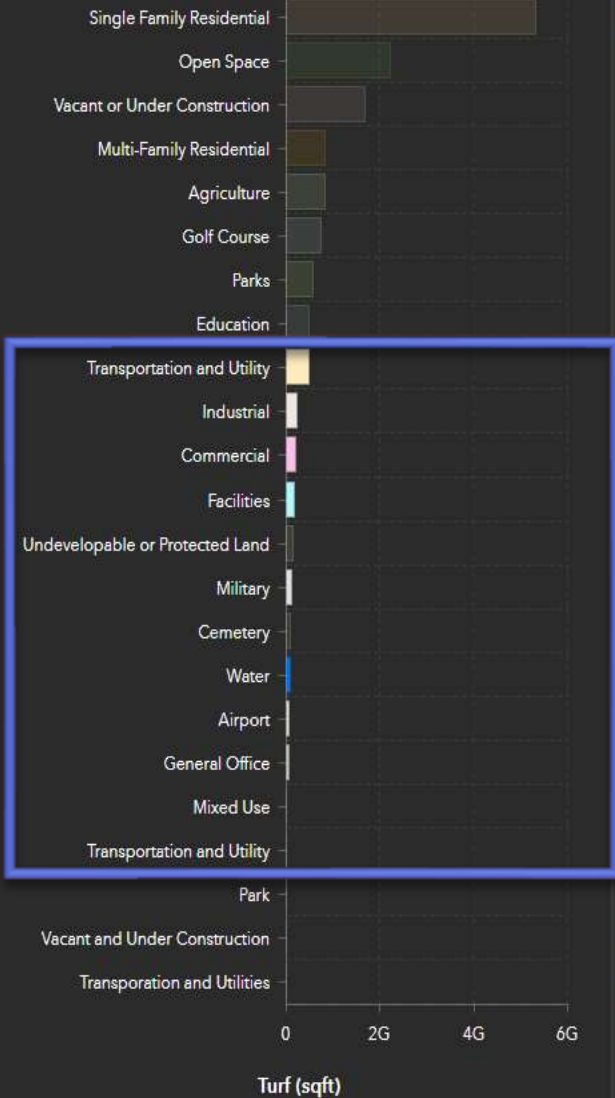 Single Family Residential
Open Space
Vacant or Under Construction
Multi-Family Residential
Agriculture
Golf Course
Parks
Education
Transportation and Utility
Industrial
Commercial
Facilities
Undevelopable or Protected Land
Military
Cemetery
Water
Airport
General Office
Mixed Use
Transportation and Utility
Park
Vacant and Under Construction
Transporation and Utilities
0 2G 4G 6G
Turf (sqft)